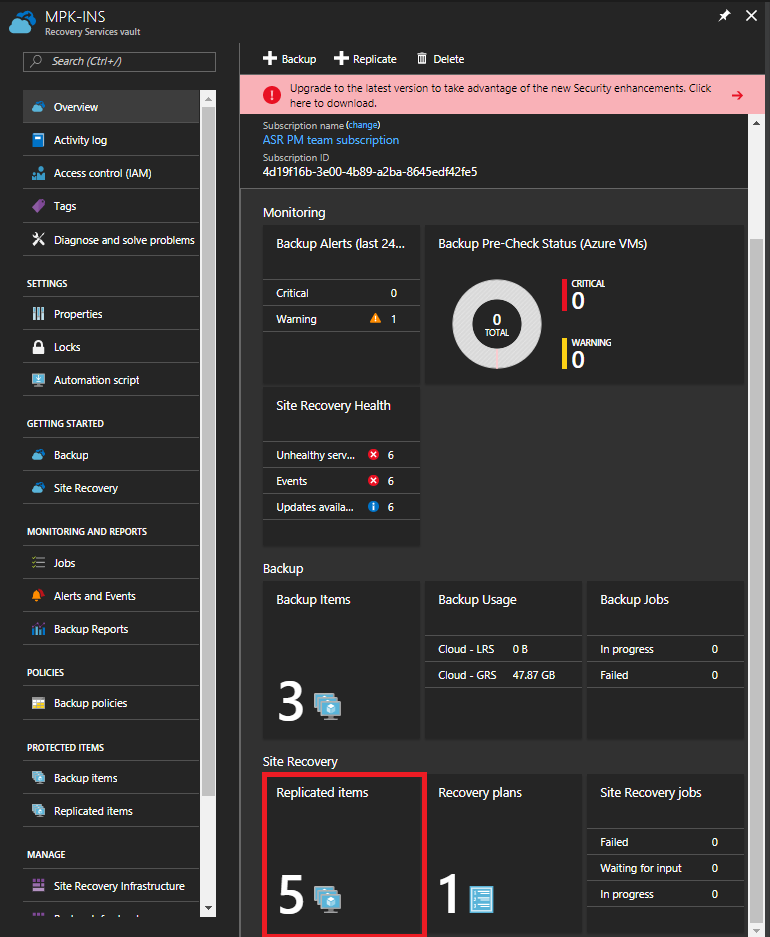 MPK-INS
Recovery Services vault
Search (Ctrl+/)
Overview
Activity log
Access control (IAM)
Tags
Diagnose and solve problems
SETTINGS
Properties
Locks
Automation script
GETTING STARTED
Backup
Site Recovery
MONITORING AND REPORTS
Jobs
Alerts and Events
Backup Reports
POLICIES
Backup policies
PROTECTED ITEMS
Backup items
Replicated items
MANAGE
Site Recovery Infrastructure
Backup Replicate Delete
Upgrade to the latest version to take advantage of the new Security enhancements. Click
here to download.
Subscription name (change)
ASR PM team subscription
Subscription ID
4d19f16b-3e00-4b89-a2ba-8645edf42fe5
Monitoring
Backup Alerts (last 24...
Critical 0
Warning 1
Backup Pre-Check Status (Azure VMs)
0
TOTAL
CRITICAL
0
WARNING
0
Site Recovery Health
Unhealthy serv... 6
Events 6
Updates availa... 6
Backup
Backup Items
3
Backup Usage
Cloud - LRS 0 B
Cloud - GRS 47.87 GB
Backup Jobs
In progress 0
Failed 0
Site Recovery
Replicated items
5
Recovery plans
1
Site Recovery jobs
Failed 0
Waiting for input 0
In progress 0